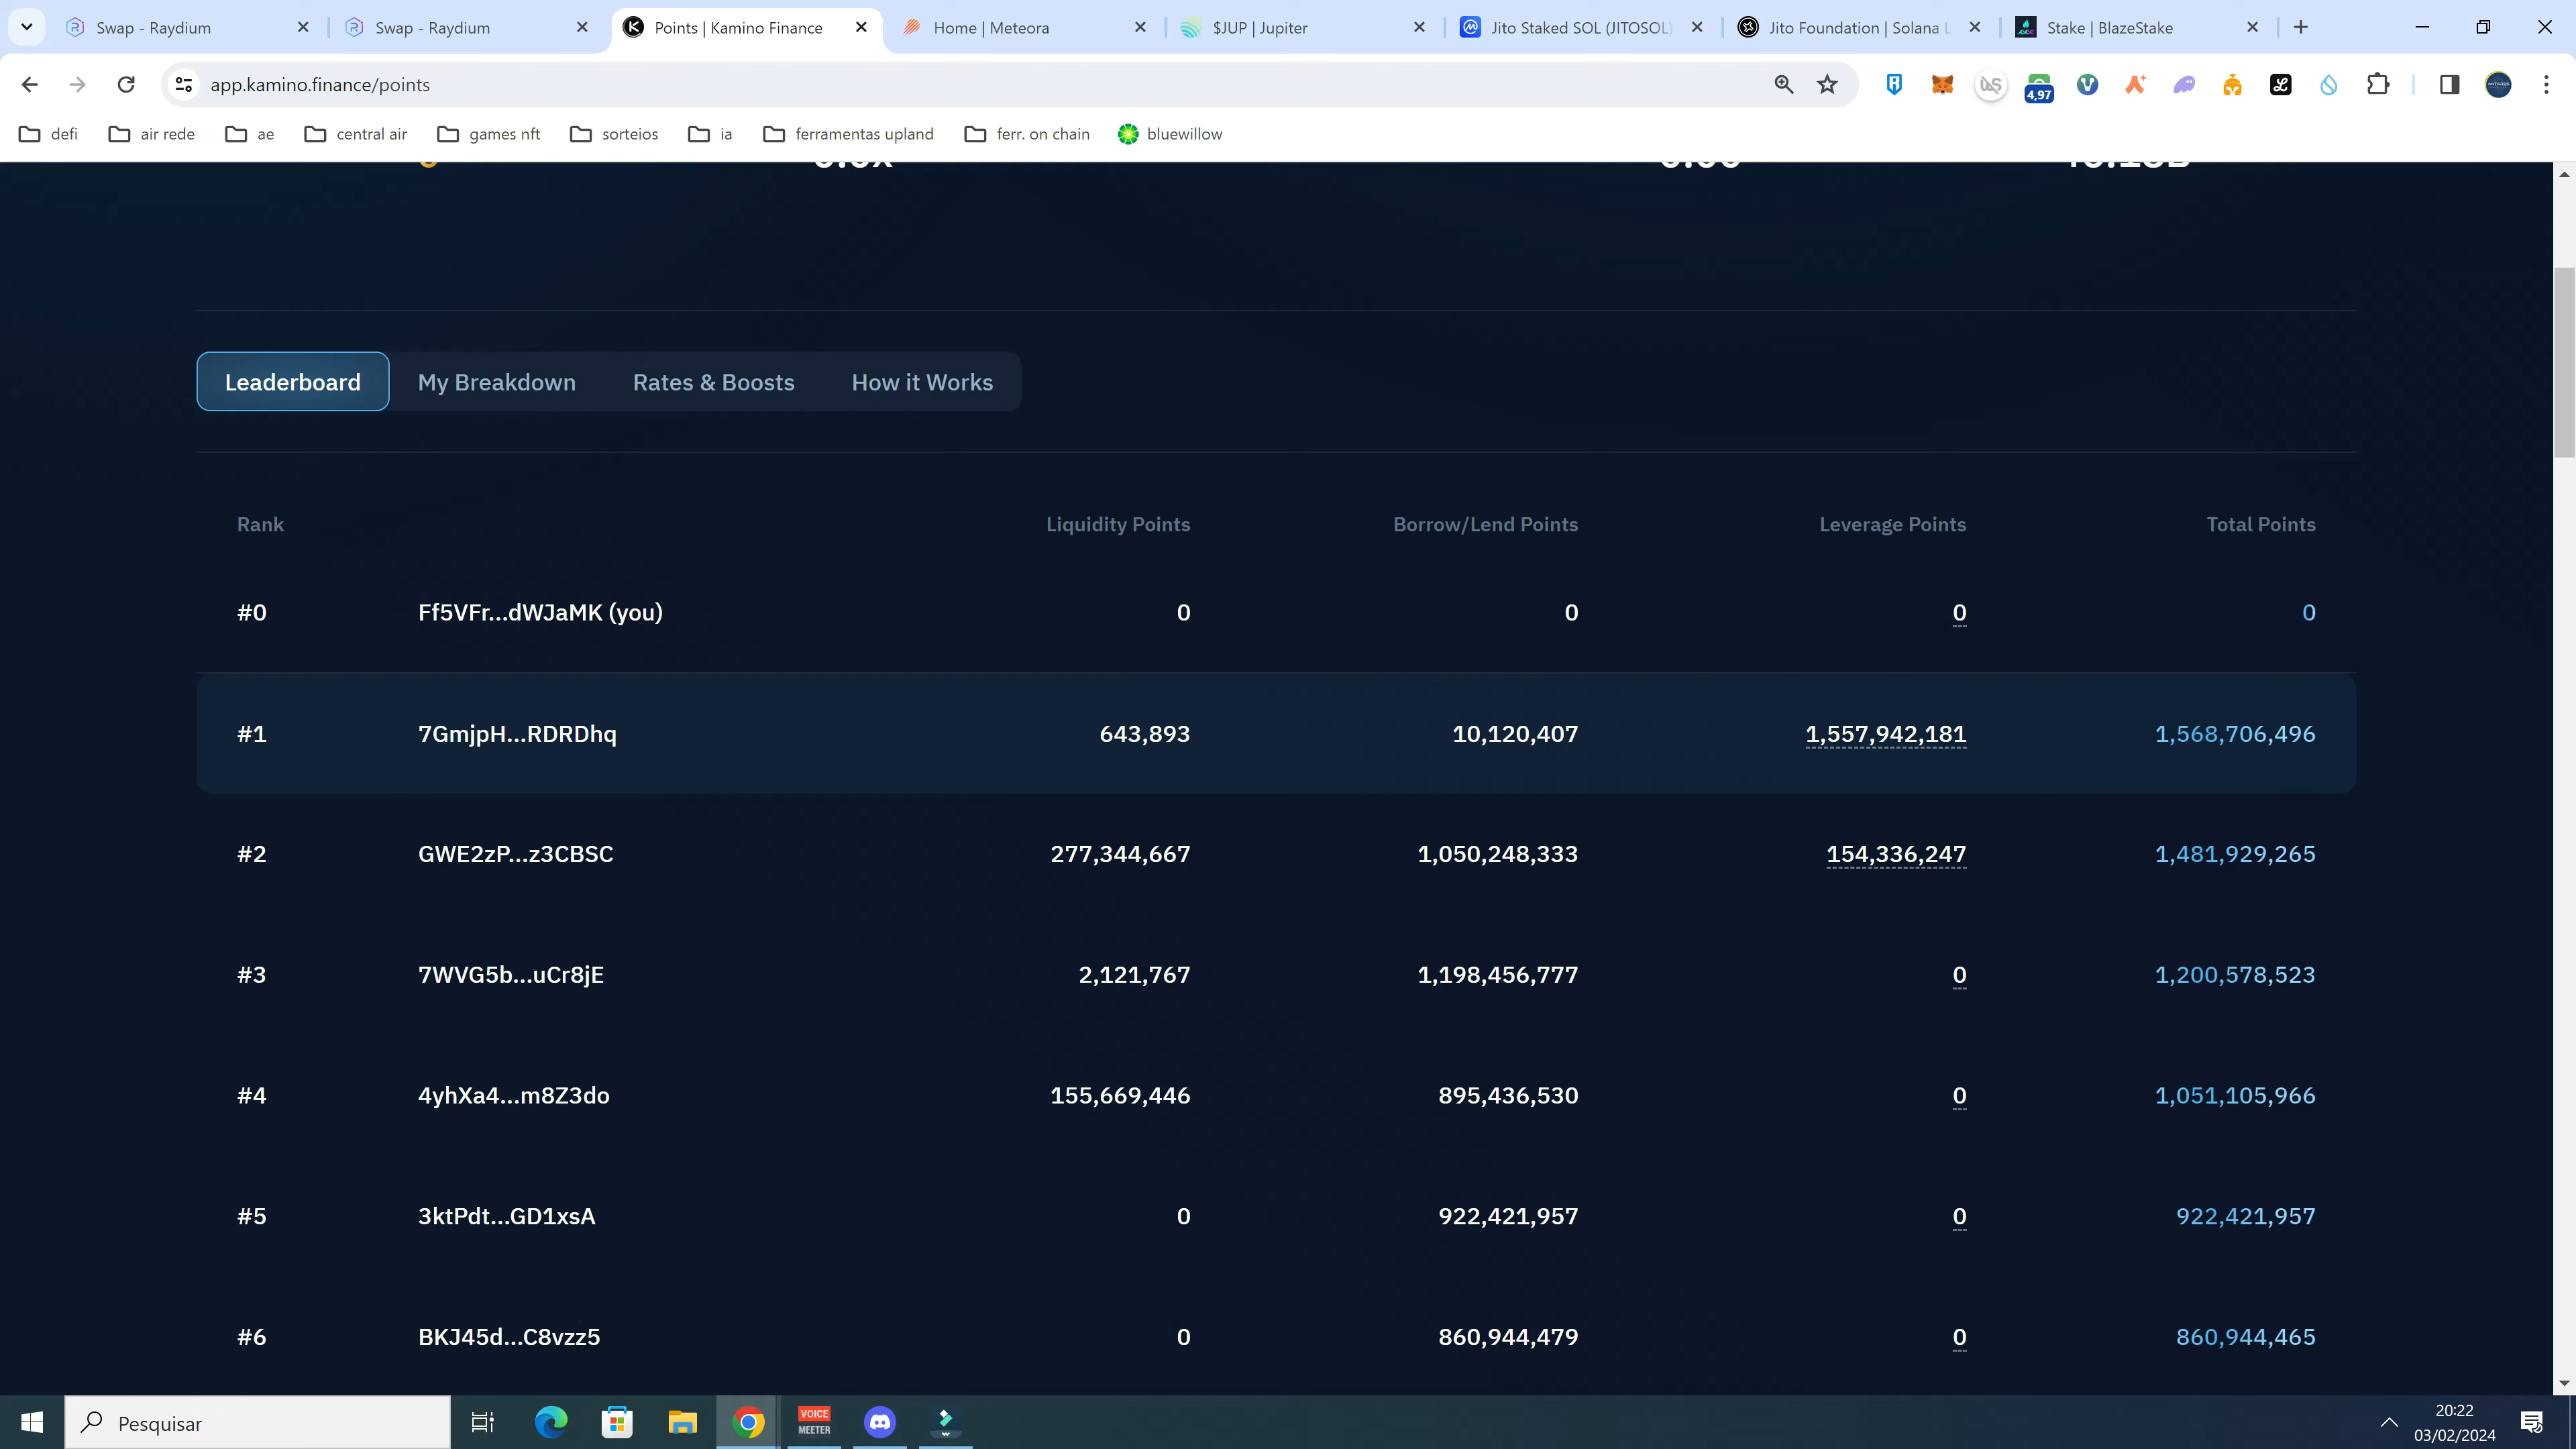 Swap - Raydium
Swap - Raydium
Points | Kamino Finance
Home | Meteora
$JUP | Jupiter
Jito Staked SOL (JITOSOL)
Jito Foundation | Solana L
Stake | BlazeStake
app.kamino.finance/points
4,97
defi
air rede
ae
central air
games nft
sorteios
ia
ferramentas upland
ferr. on chain
bluewillow
Leaderboard My Breakdown Rates & Boosts How it Works
Rank Liquidity Points Borrow/Lend Points Leverage Points Total Points
#0 Ff5VFr...dWJaMK (you) 0 0 0 0
#1 7GmjpH...RDRDhq 643,893 10,120,407 1,557,942,181 1,568,706,496
#2 GWE2zP...z3CBSC 277,344,667 1,050,248,333 154,336,247 1,481,929,265
#3 7WVG5b...uCr8jE 2,121,767 1,198,456,777 0 1,200,578,523
#4 4yhXa4...m8Z3do 155,669,446 895,436,530 0 1,051,105,966
#5 3ktPdt...GD1xsA 0 922,421,957 0 922,421,957
#6 BKJ45d...C8vzz5 0 860,944,479 0 860,944,465
Pesquisar
VOICE
MEETER
20:22
03/02/2024